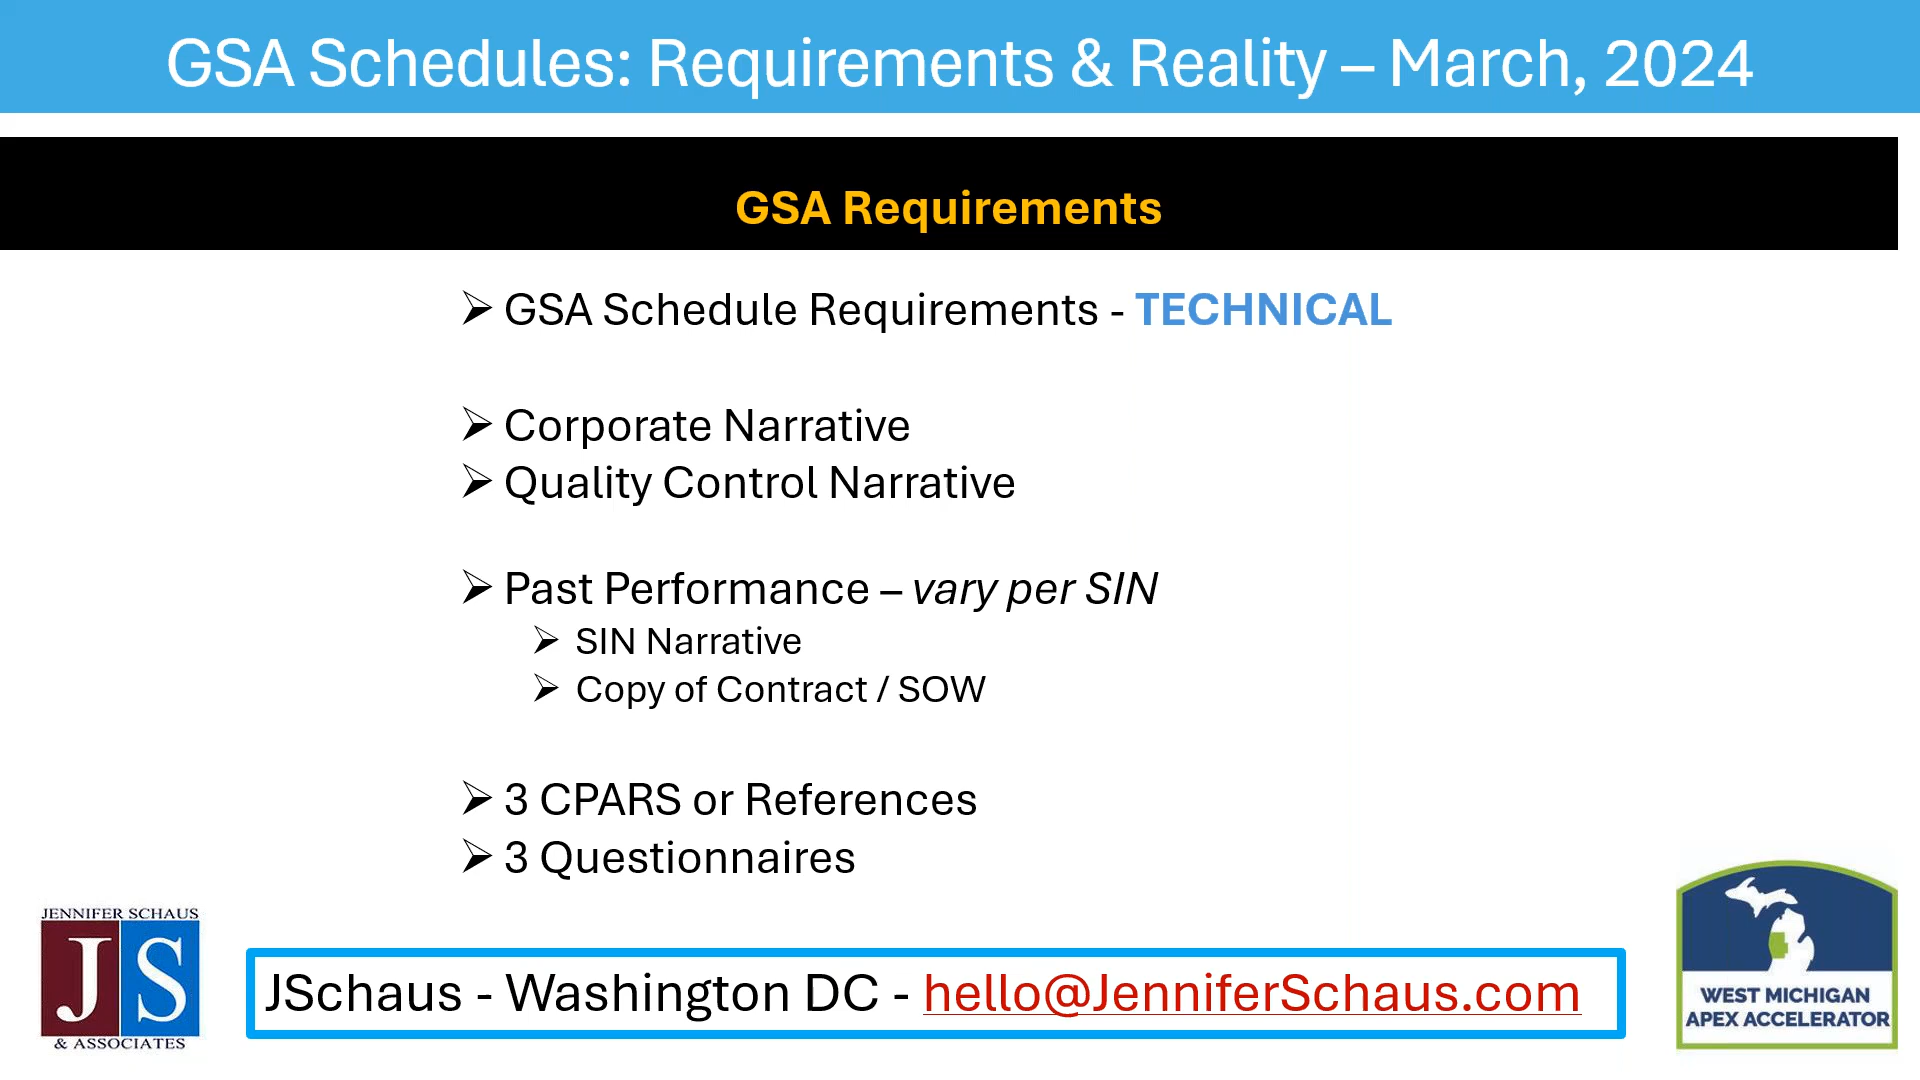 GSA Schedules: Requirements & Reality – March, 2024
GSA Requirements
➢ GSA Schedule Requirements - TECHNICAL
➢ Corporate Narrative
➢ Quality Control Narrative
➢ Past Performance – vary per SIN
➢ SIN Narrative
➢ Copy of Contract / SOW
➢ 3 CPARS or References
➢ 3 Questionnaires
JENNIFER SCHAUS
JS
& ASSOCIATES
JSchaus - Washington DC - hello@JenniferSchaus.com
WEST MICHIGAN
APEX ACCELERATOR